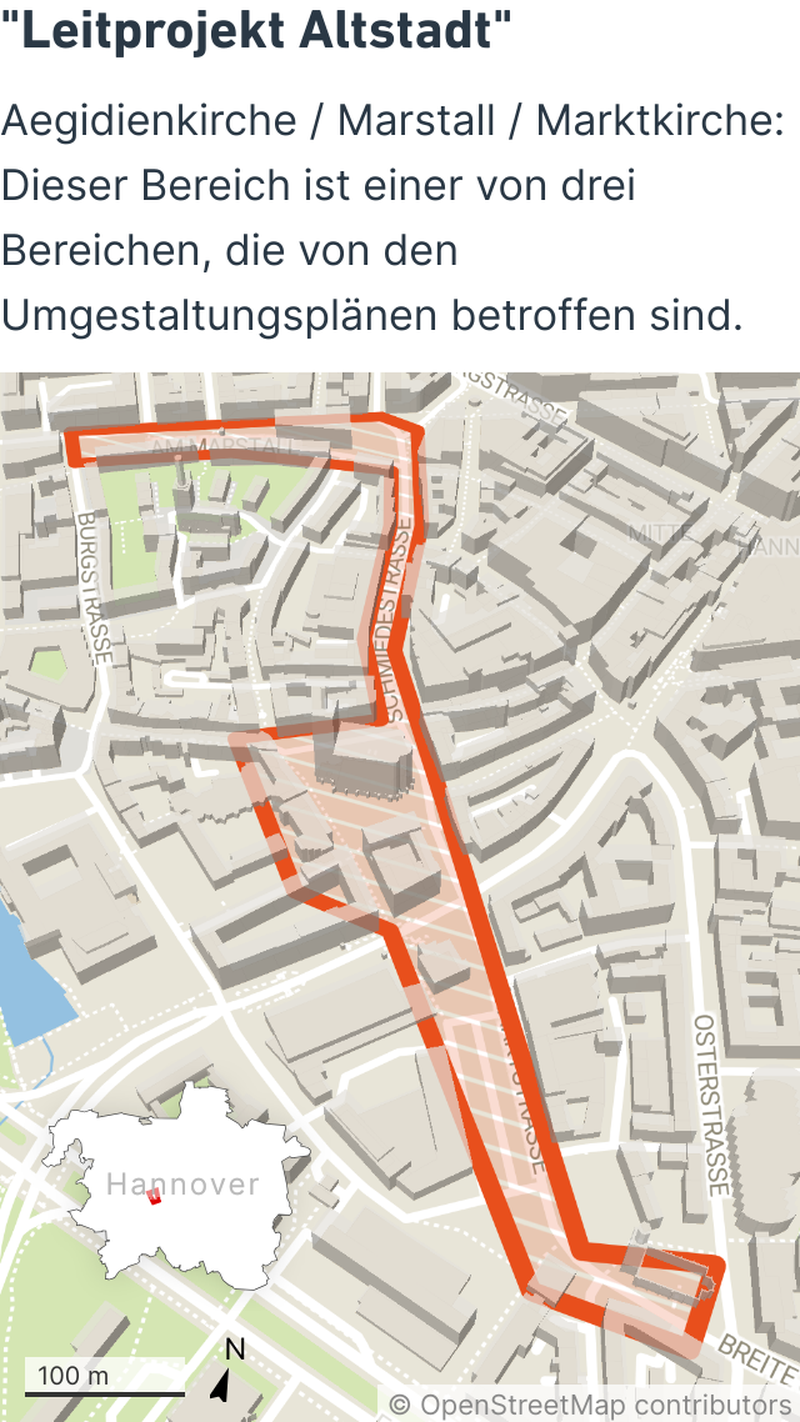 "Leitprojekt Altstadt"
Aegidienkirche / Marstall / Marktkirche:
Dieser Bereich ist einer von drei
Bereichen, die von den
Umgestaltungsplänen betroffen sind.
AM MARSTALL
BURGSTRASSE
SCHMIEDESTRASSE
MITTE
OSTERSTRASSE
Hannover
BREITE
N
100 m
© OpenStreetMap contributors